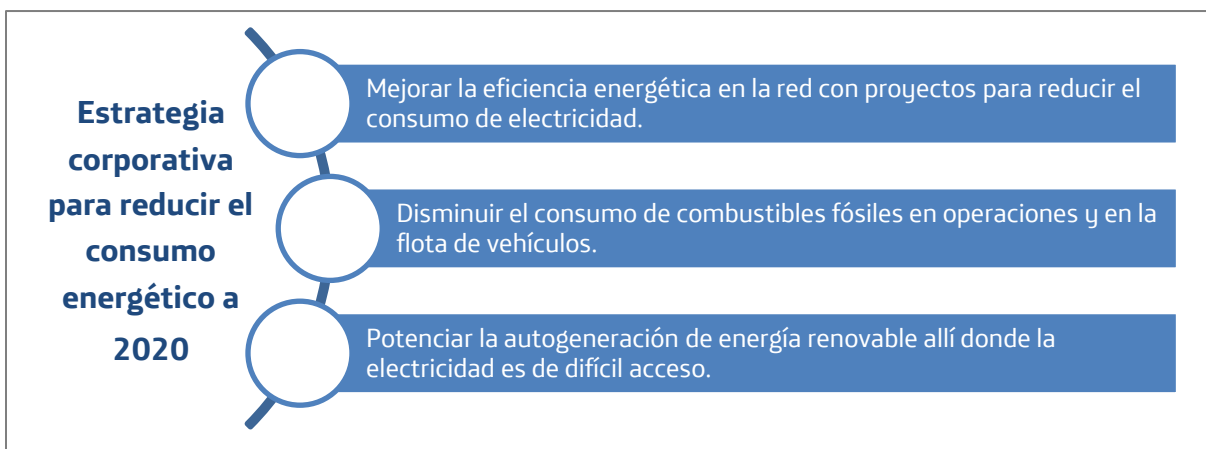 Estrategia
corporativa
para reducir el
consumo
energético a
2020
Mejorar la eficiencia energética en la red con proyectos para reducir el
consumo de electricidad.
Disminuir el consumo de combustibles fósiles en operaciones y en la
flota de vehículos.
Potenciar la autogeneración de energía renovable allí donde la
electricidad es de difícil acceso.